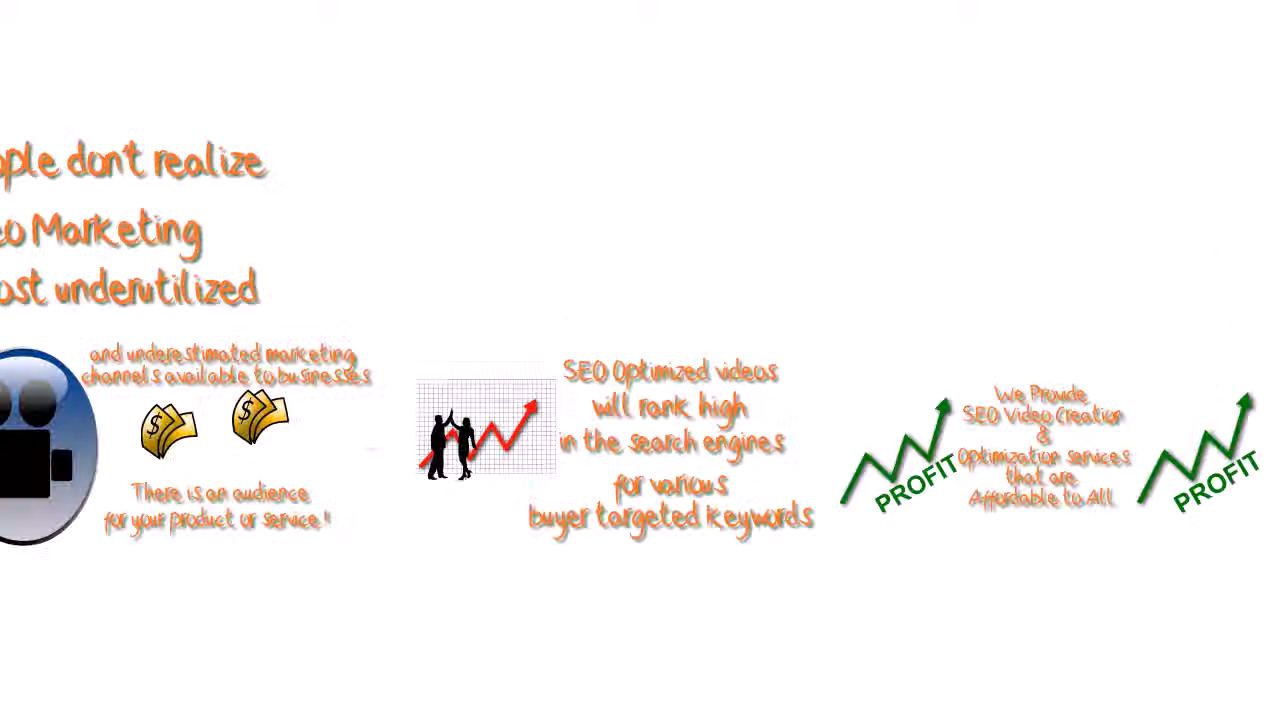 ople don't realize
eo Marketing
ost underutilized
and underestimated marketing
channels available to businesses
$ $
There is an audience
for your product or service!!
SEO Optimized videos
will rank high
in the search engines
for various
buyer targeted keywords
PROFIT
We Provide
SEO Video Creation
&
Optimization services
that are
Affordable to All
PROFIT